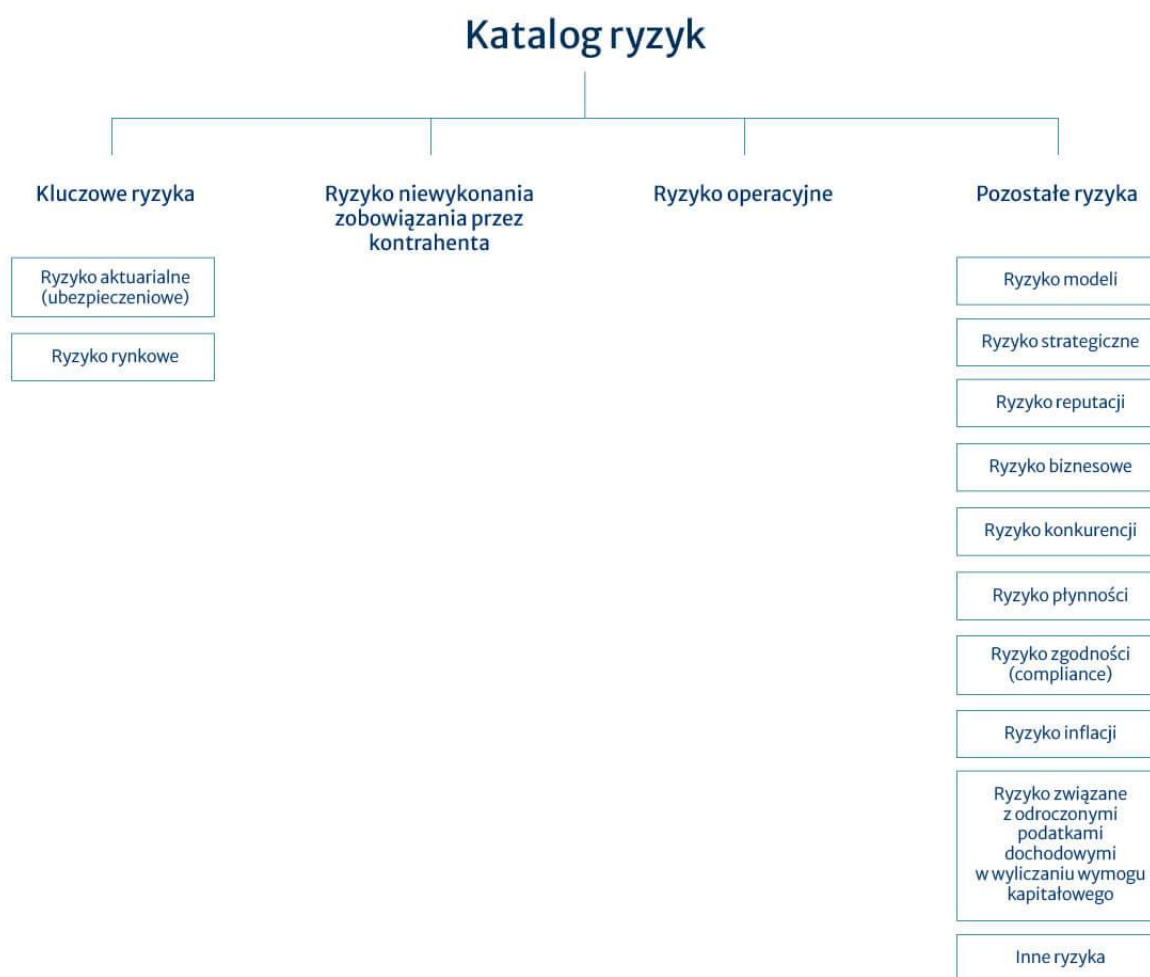 Katalog ryzyk
Kluczowe ryzyka
Ryzyko aktuarialne
(ubezpieczeniowe)
Ryzyko rynkowe
Ryzyko niewykonania
zobowiązania przez
kontrahenta
Ryzyko operacyjne
Pozostałe ryzyka
Ryzyko modeli
Ryzyko strategiczne
Ryzyko reputacji
Ryzyko biznesowe
Ryzyko konkurencji
Ryzyko płynności
Ryzyko zgodności
(compliance)
Ryzyko inflacji
Ryzyko związane
z odroczonymi
podatkami
dochodowymi
w wyliczaniu wymogu
kapitałowego
Inne ryzyka